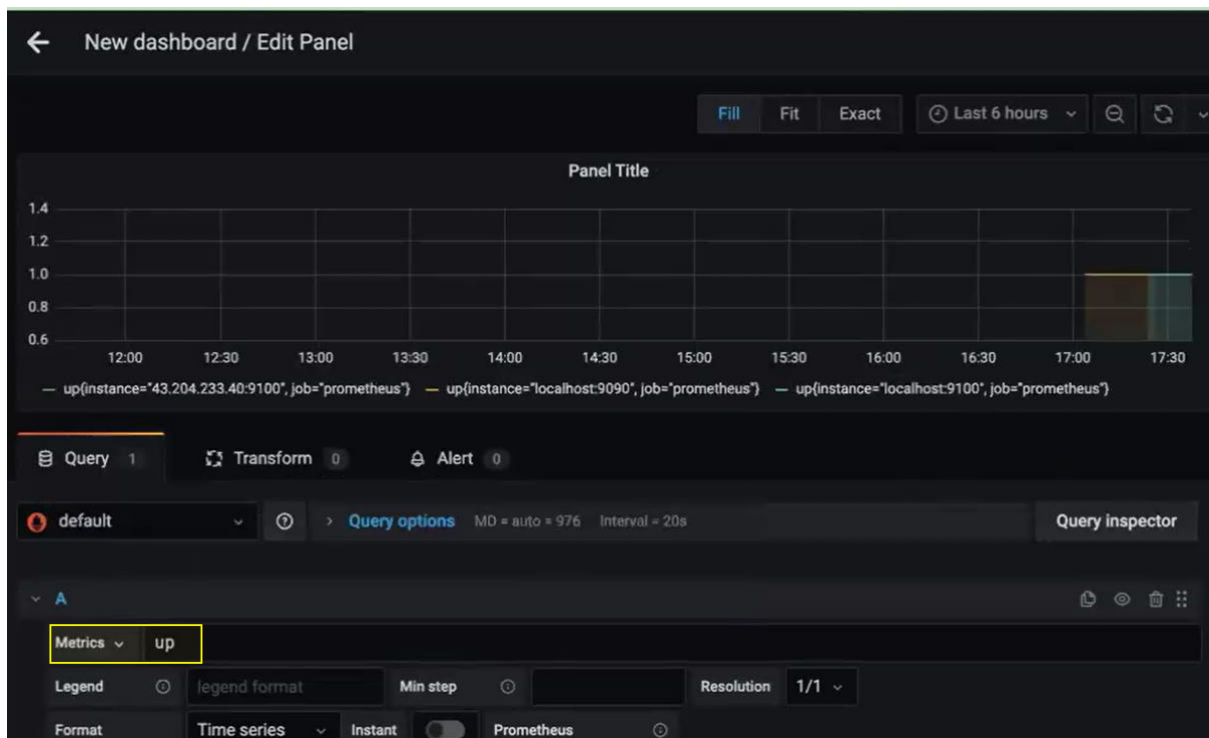 New dashboard / Edit Panel
Fill Fit Exact Last 6 hours
Panel Title
1.4
1.2
1.0
0.8
0.6
12:00 12:30 13:00 13:30 14:00 14:30 15:00 15:30 16:00 16:30 17:00 17:30
up{instance="43.204.233.40:9100", job="prometheus"} up{instance="localhost:9090", job="prometheus"} up{instance="localhost:9100", job="prometheus"}
Query 1 Transform 0 Alert 0
default Query options MD = auto = 976 Interval = 20s Query inspector
A
Metrics up
Legend legend format Min step Resolution 1/1
Format Time series Instant Prometheus